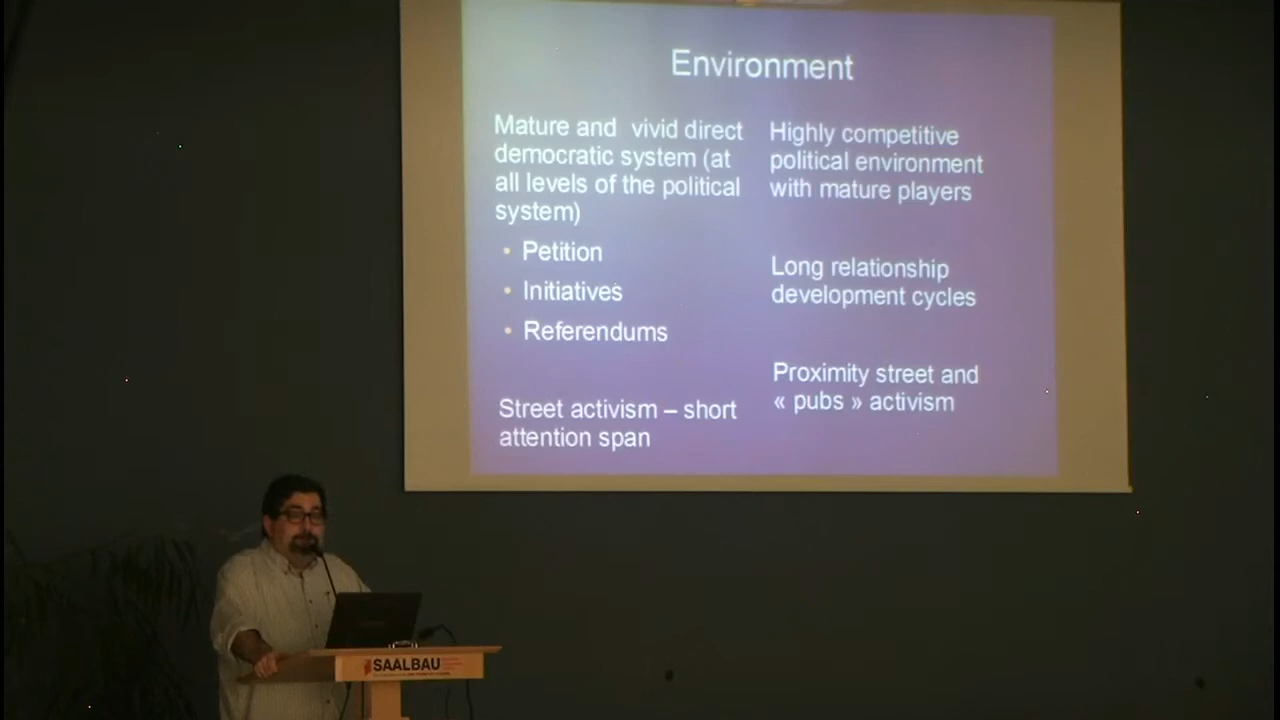 Environment
Mature and vivid direct
democratic system (at
all levels of the political
system)
• Petition
• Initiatives
• Referendums
Street activism – short
attention span
Highly competitive
political environment
with mature players
Long relationship
development cycles
Proximity street and
« pubs » activism
SAALBAU